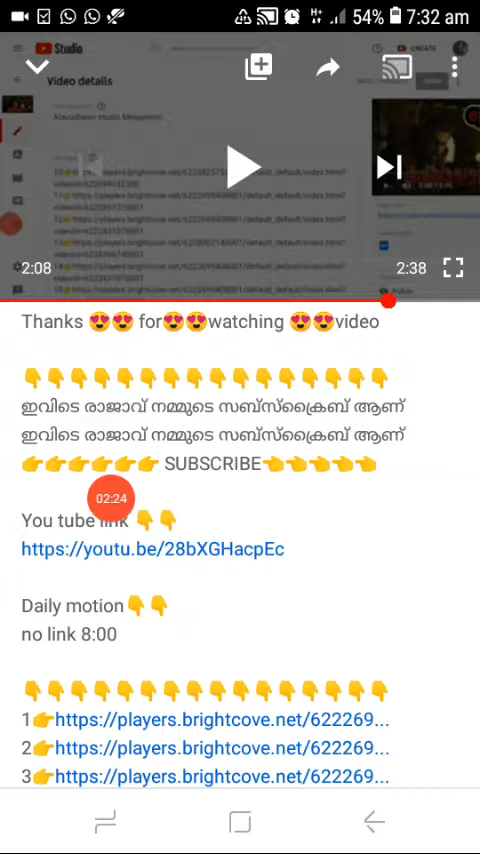 54% 7:32 am
Studio
CREATE
Video details
2:08
2:38
Thanks 😍😍 for😍😍watching 😍😍video
👇👇👇👇👇👇👇👇👇👇👇👇👇👇👇👇
ഇവിടെ രാജാവ് നമ്മുടെ സബ്സ്ക്രൈബ് ആണ്
ഇവിടെ രാജാവ് നമ്മുടെ സബ്സ്ക്രൈബ് ആണ്
👉👉👉👉👉👉 SUBSCRIBE👈👈👈👈👈
02:24
You tube link 👇👇
https://youtu.be/28bXGHacpEc
Daily motion👇👇
no link 8:00
👇👇👇👇👇👇👇👇👇👇👇👇👇👇👇👇
1👉https://players.brightcove.net/622269...
2👉https://players.brightcove.net/622269...
3👉https://players.brightcove.net/622269...